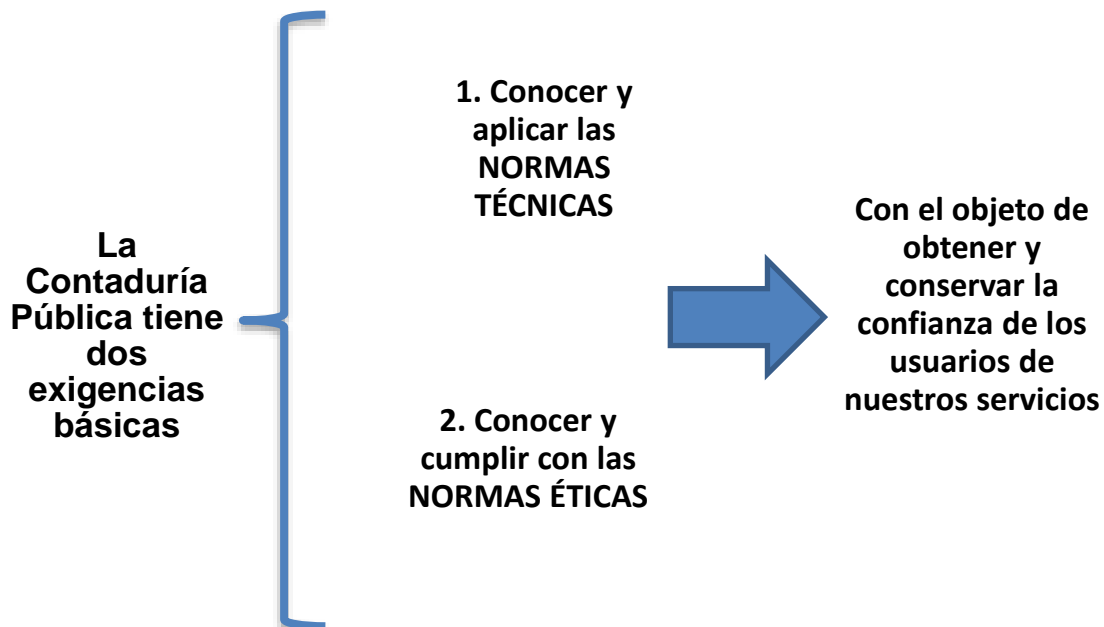 La
Contaduría
Pública tiene
dos
exigencias
básicas
1. Conocer y
aplicar las
NORMAS
TÉCNICAS
2. Conocer y
cumplir con las
NORMAS ÉTICAS
Con el objeto de
obtener y
conservar la
confianza de los
usuarios de
nuestros servicios